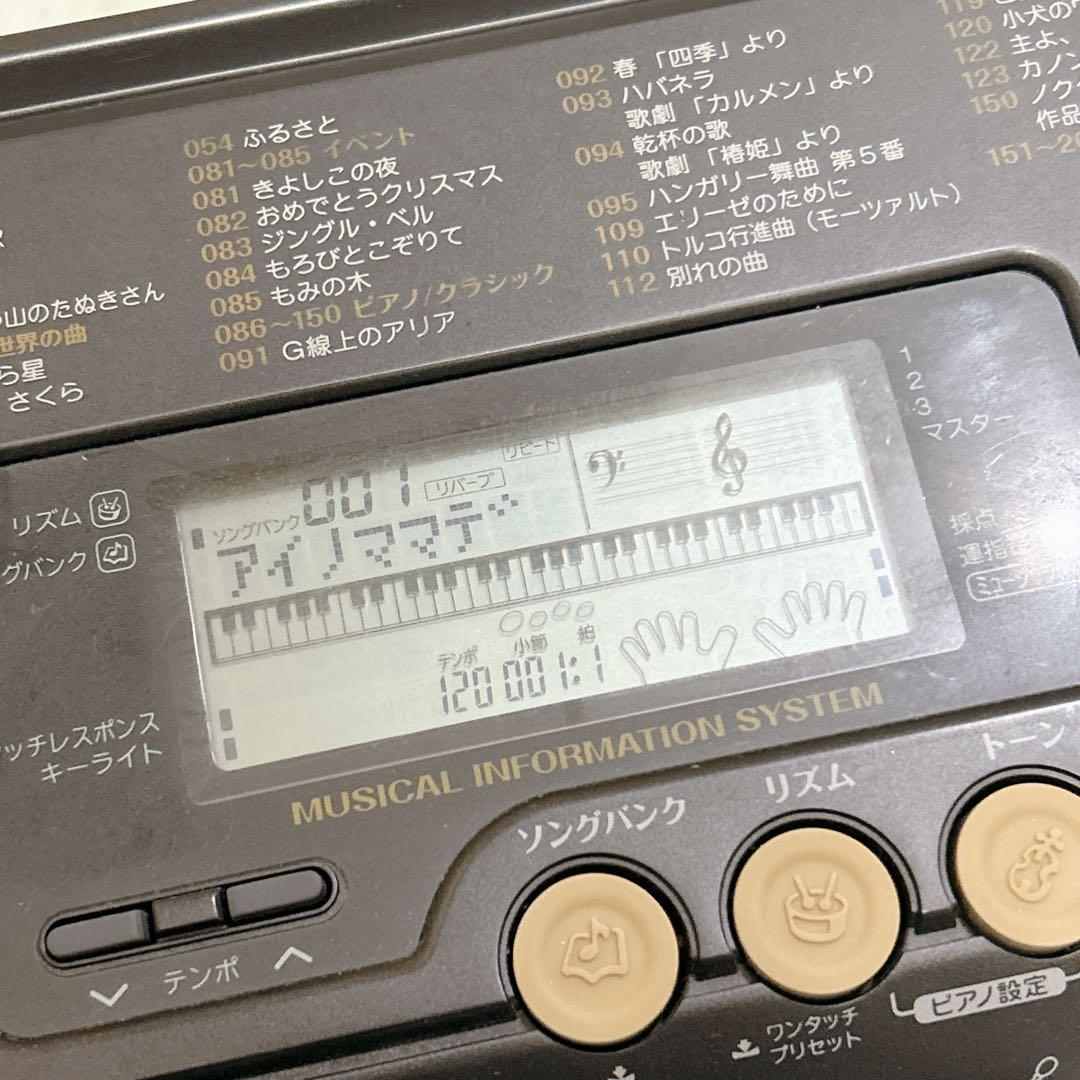 山のたぬきさん
世界の曲
ら星
さくら
054 ふるさと
081～085 イベント
081 きよしこの夜
082 おめでとうクリスマス
083 ジングル・ベル
084 もろびとこぞりて
085 もみの木
086～150 ピアノ/クラシック
091 G線上のアリア
092 春「四季」より
093 ハバネラ
歌劇「カルメン」より
094 乾杯の歌
歌劇「椿姫」より
095 ハンガリー舞曲 第5番
109 エリーゼのために
110 トルコ行進曲(モーツァルト)
112 別れの曲
119
120 小犬の
122 主よ、
123 カノン
150 ノク
作品
151～20
リズム
グバンク
ッチレスポンス
キーライト
ソングバンク 001
リバーブ
リピート
アイノママデ
テンポ 小節 拍
120 001:1
1
2
3
マスター
採点
運指
ミュー
MUSICAL INFORMATION SYSTEM
テンポ
ソングバンク
リズム
トーン
ワンタッチ
プリセット
ピアノ設定